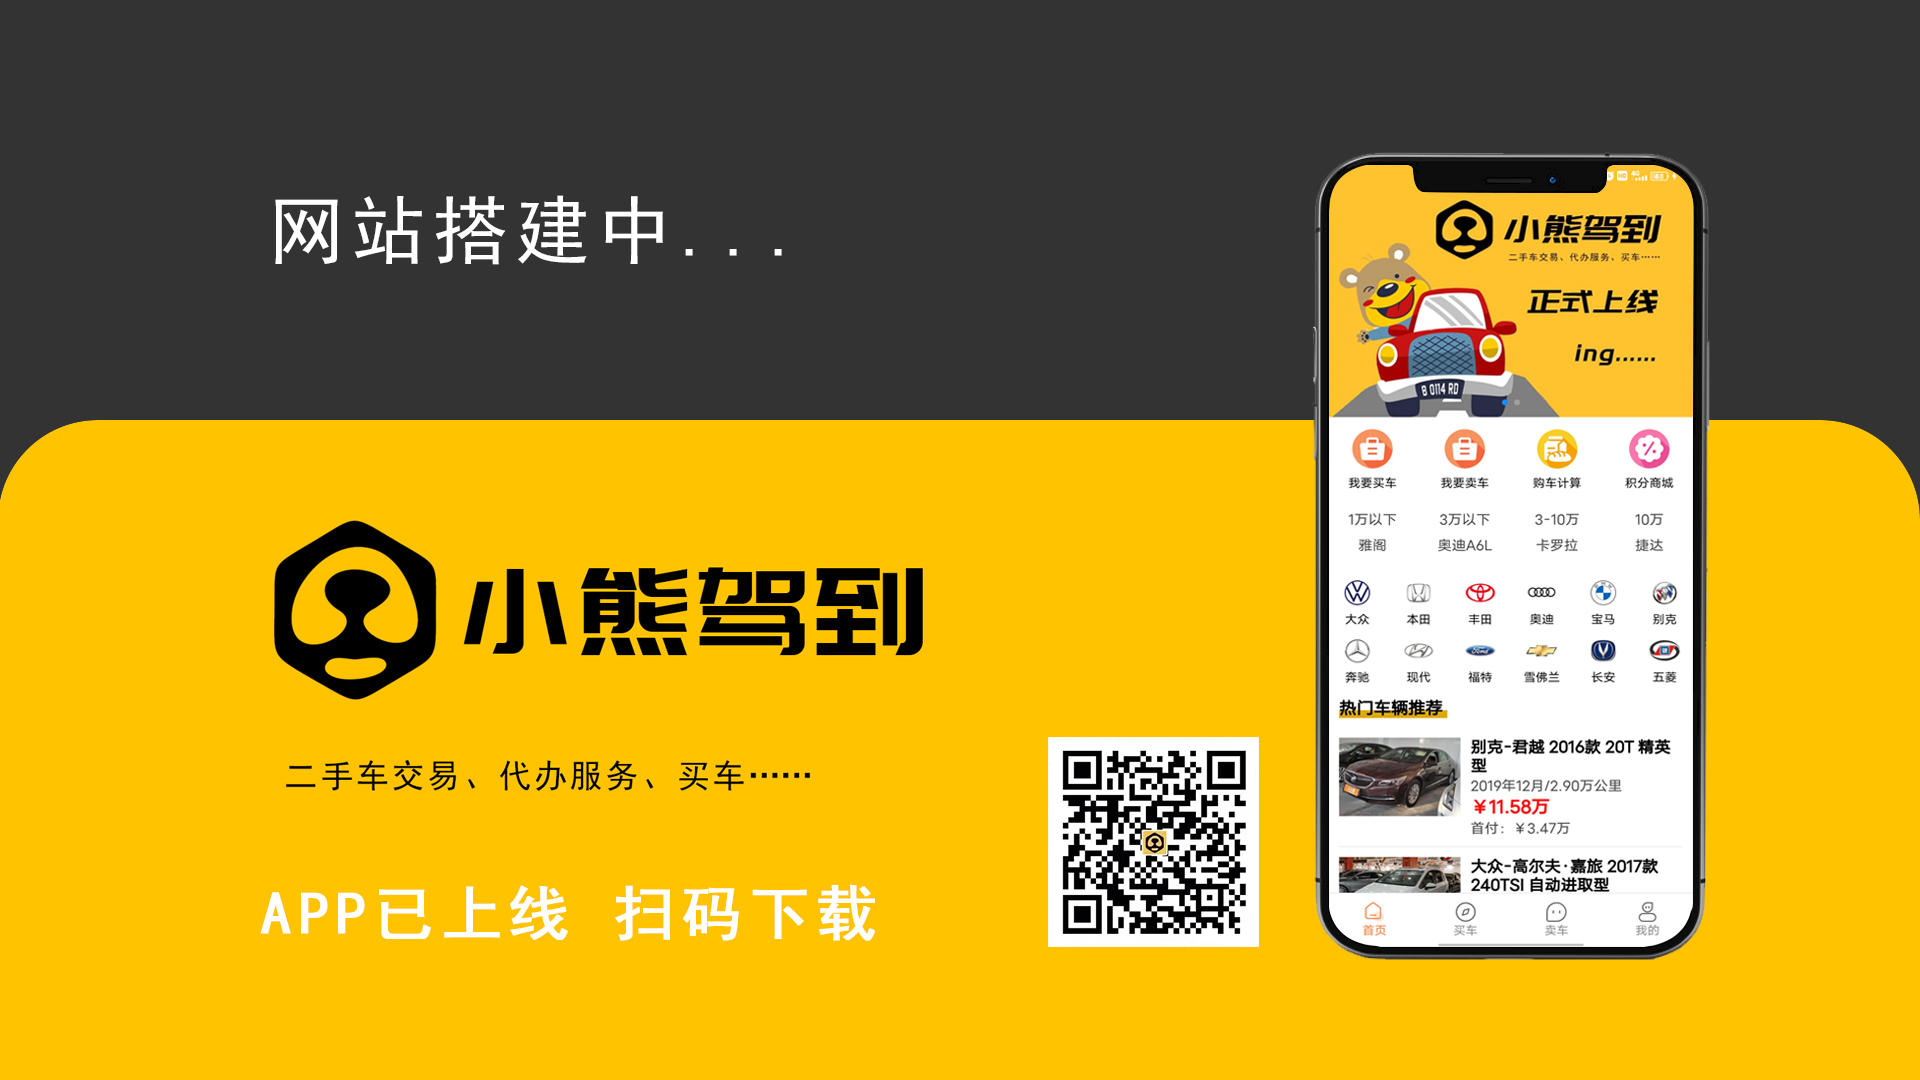 网站搭建中...
小熊驾到
二手车交易、代办服务、买车······
APP已上线 扫码下载
小熊驾到
二手车交易、代办服务、买车······
正式上线
ing......
B 0114 RD
我要买车 我要卖车 购车计算 积分商城
1万以下 3万以下 3-10万 10万
雅阁 奥迪A6L 卡罗拉 捷达
大众 本田 丰田 奥迪 宝马 别克
奔驰 现代 福特 雪佛兰 长安 五菱
热门车辆推荐
别克-君越 2016款 20T 精英
型
2019年12月/2.90万公里
￥11.58万
首付：￥3.47万
大众-高尔夫·嘉旅 2017款
240TSI 自动进取型
首页 买车 卖车 我的